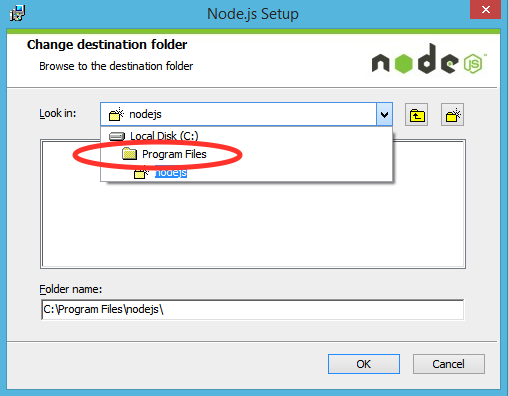 Node.js Setup
Change destination folder
Browse to the destination folder
node
JS
Look in:
nodejs
Local Disk (C:)
Program Files
nodejs
Folder name:
C:\Program Files\nodejs\
OK
Cancel